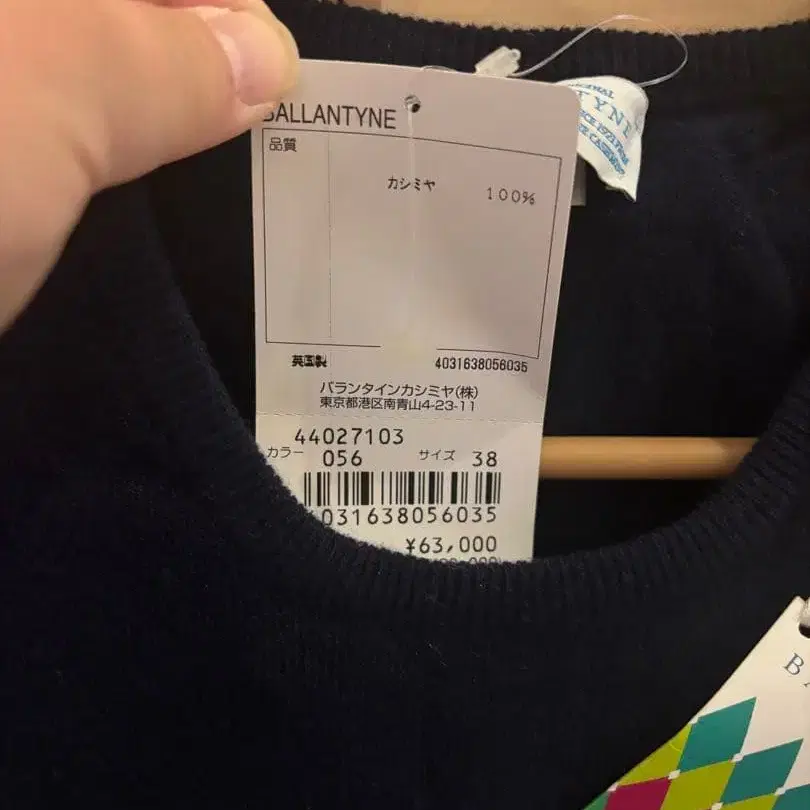 BALLANTYNE
品質
カシミヤ 100%
英国製 4031638056035
バランタインカシミヤ(株)
東京都港区南青山4-23-11
44027103
カラー 056 サイズ 38
4031638056035
¥63,000